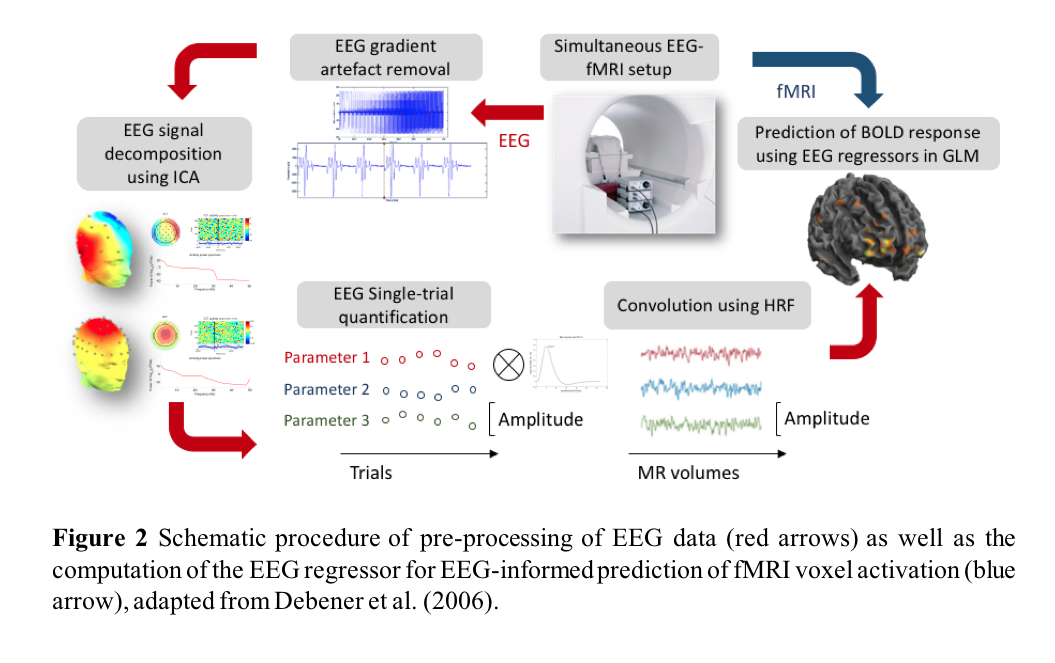 EEG gradient
artefact removal
Simultaneous EEG-
fMRI setup
fMRI
EEG
EEG signal
decomposition
using ICA
Prediction of BOLD response
using EEG regressors in GLM
EEG Single-trial
quantification
Convolution using HRF
Parameter 1
Parameter 2
Parameter 3
Amplitude
Amplitude
Trials
MR volumes
Figure 2 Schematic procedure of pre-processing of EEG data (red arrows) as well as the
computation of the EEG regressor for EEG-informed prediction of fMRI voxel activation (blue
arrow), adapted from Debener et al. (2006).